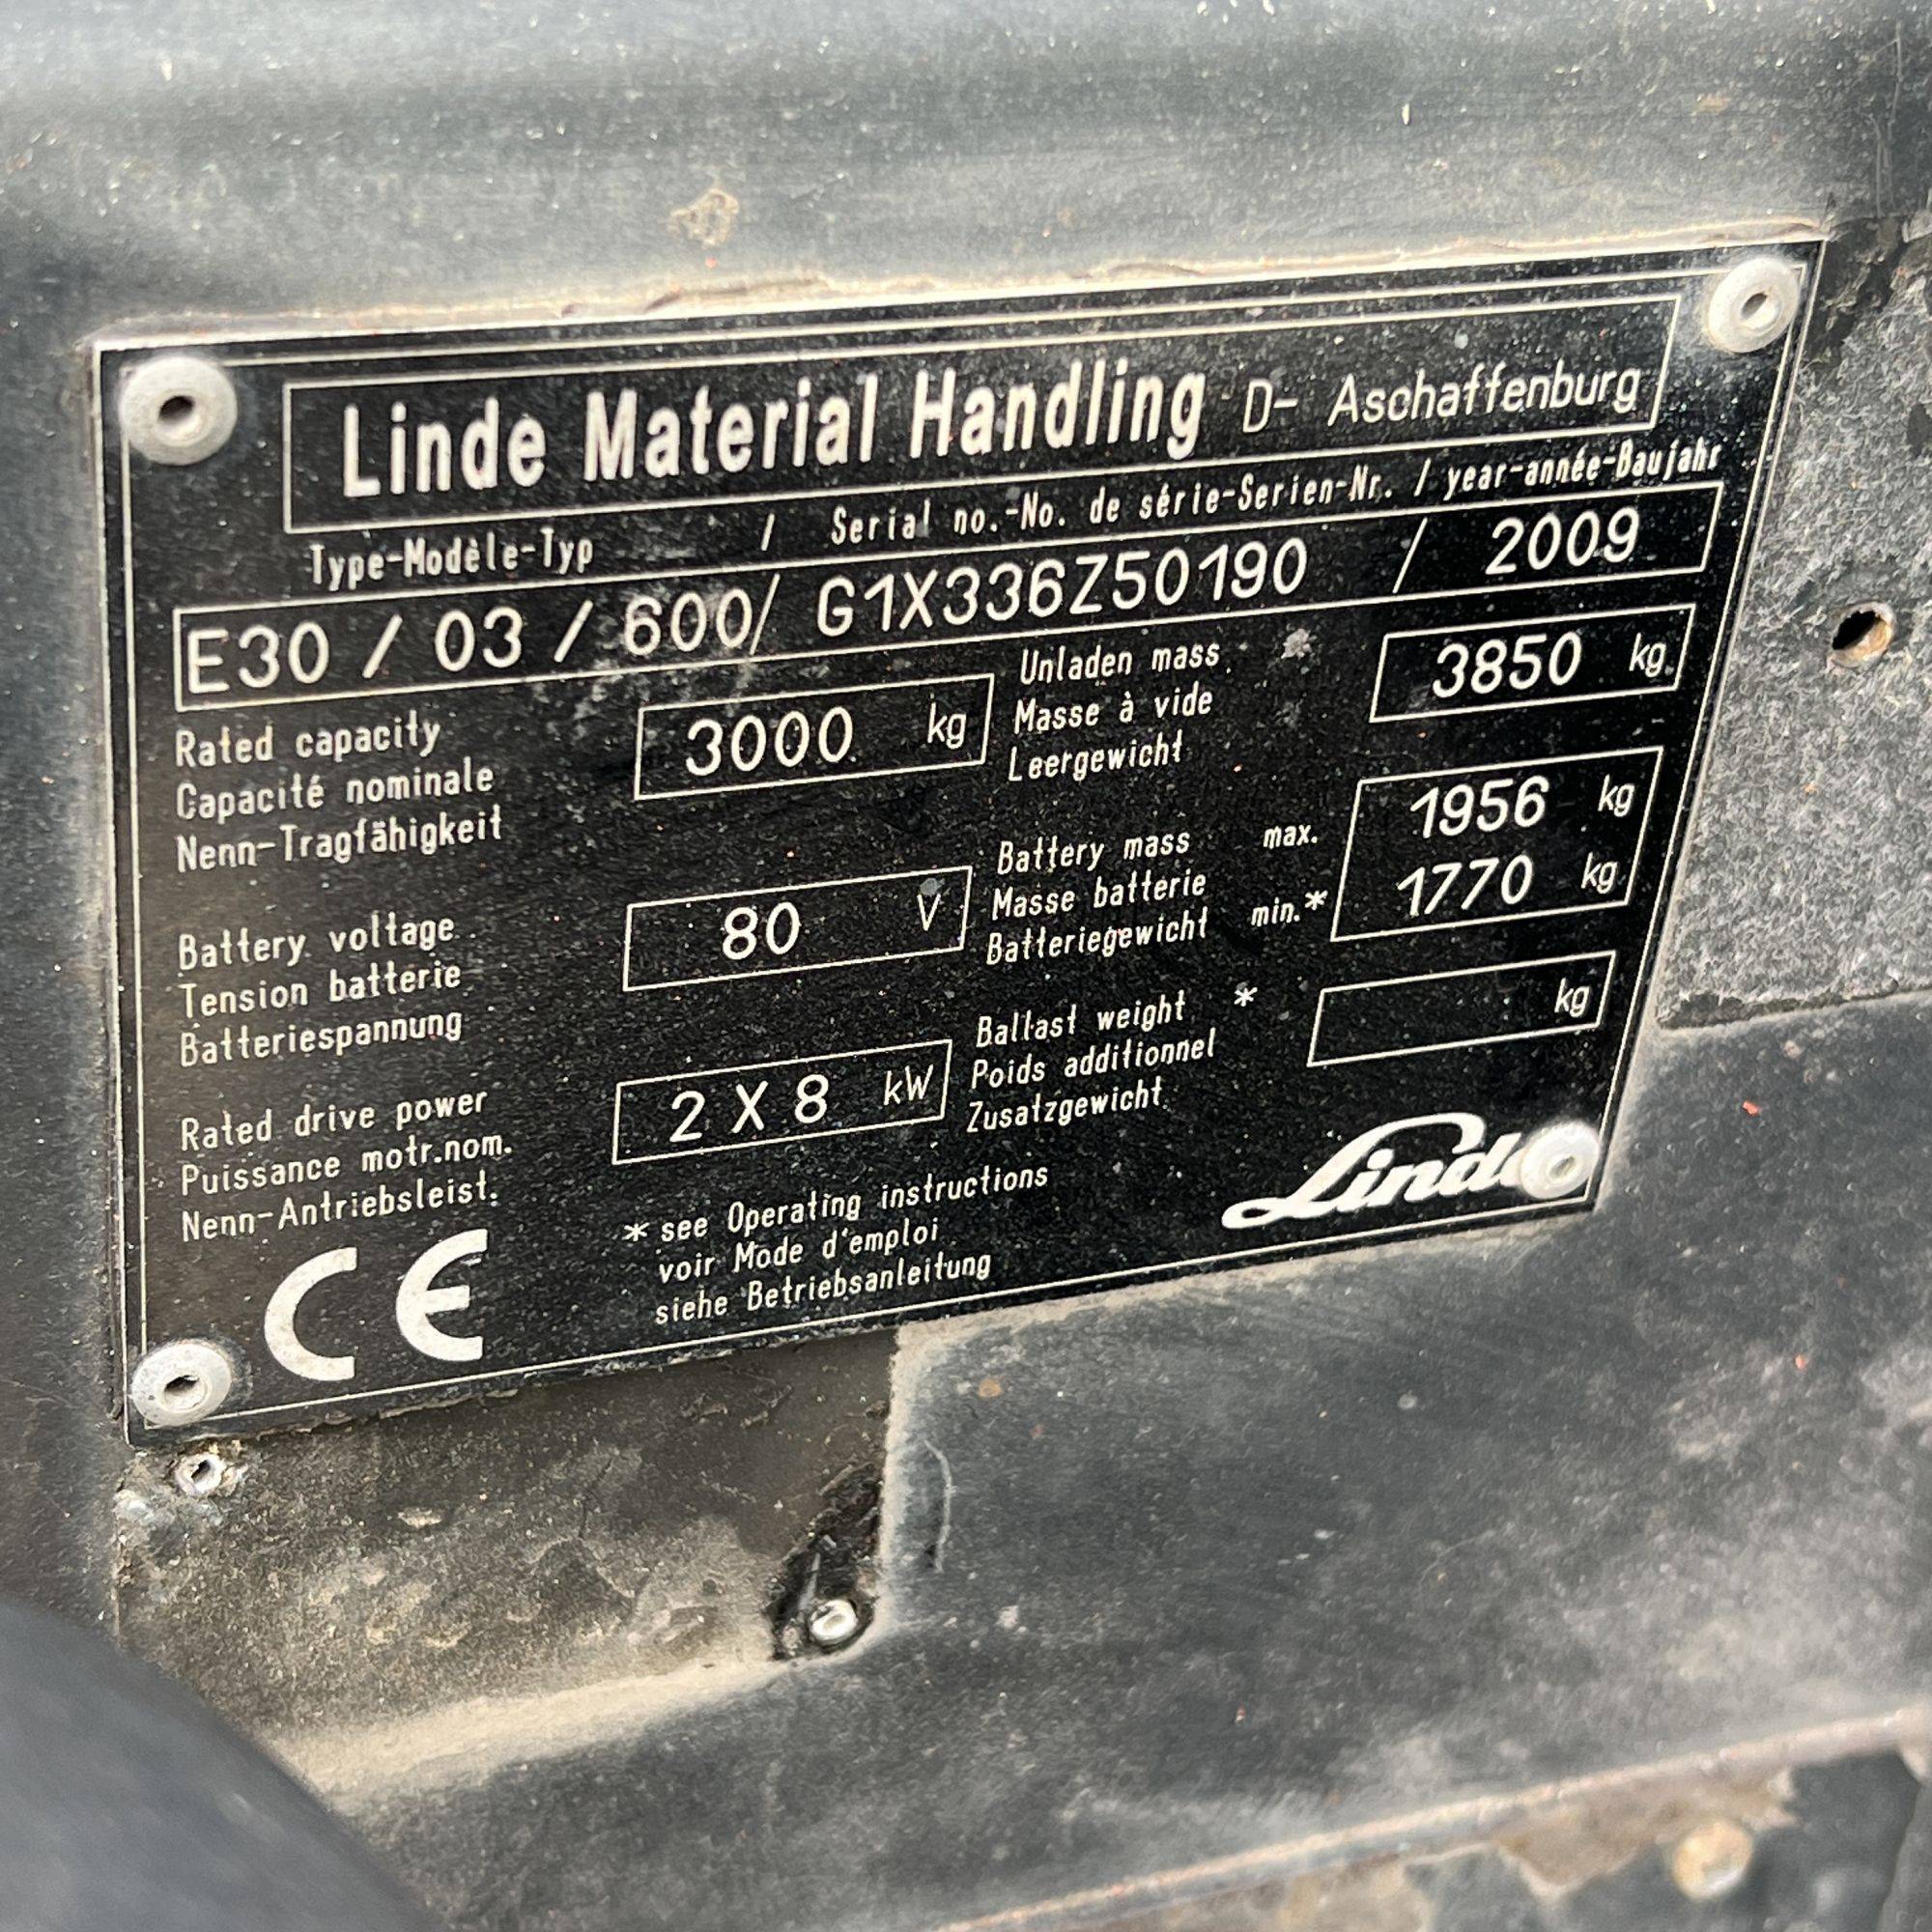 Linde Material Handling D- Aschaffenburg
Type-Modèle-Typ / Serial no.-No. de série-Serien-Nr. / year-année-Baujahr
E30 / 03 / 600/ G1X336Z50190 / 2009
Rated capacity
Capacité nominale
Nenn-Tragfähigkeit
3000 kg
Unladen mass
Masse à vide
Leergewicht
3850 kg
Battery voltage
Tension batterie
Batteriespannung
80 V
Battery mass max.
Masse batterie
Batteriegewicht min.*
1956 kg
1770 kg
Rated drive power
Puissance motr.nom.
Nenn-Antriebsleist.
2 X 8 kW
Ballast weight *
Poids additionnel
Zusatzgewicht
kg
CE
* see Operating instructions
voir Mode d'emploi
siehe Betriebsanleitung
Linde